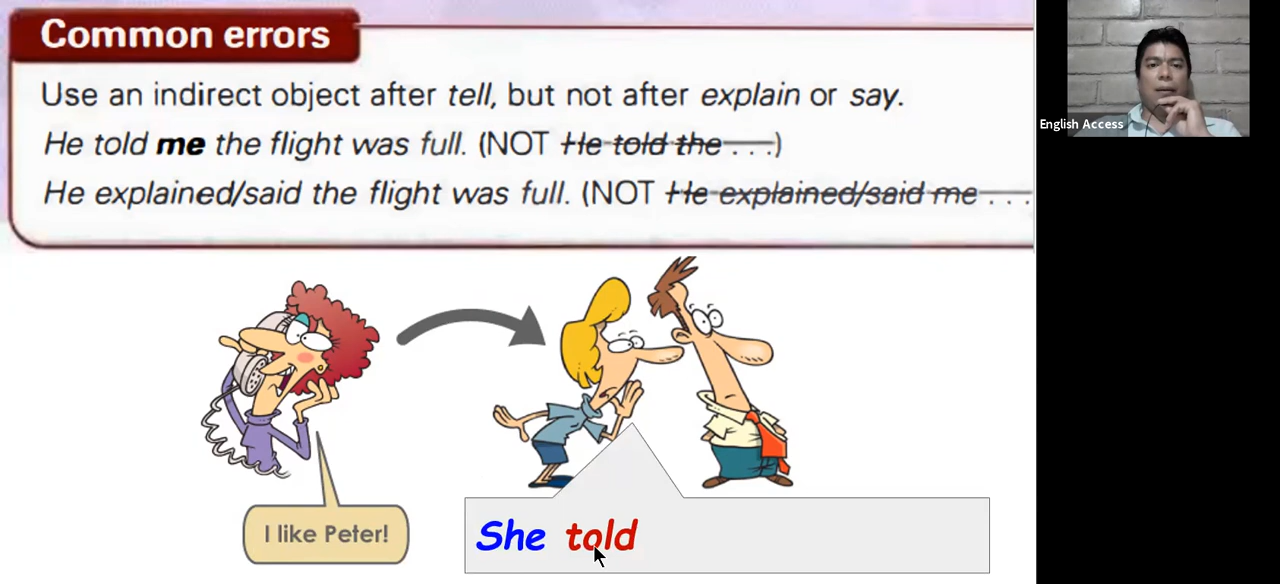 Common errors
Use an indirect object after tell, but not after explain or say.
He told me the flight was full. (NOT He told the . . .)
He explained/said the flight was full. (NOT He explained/said me . . .
English Access
I like Peter!
She told